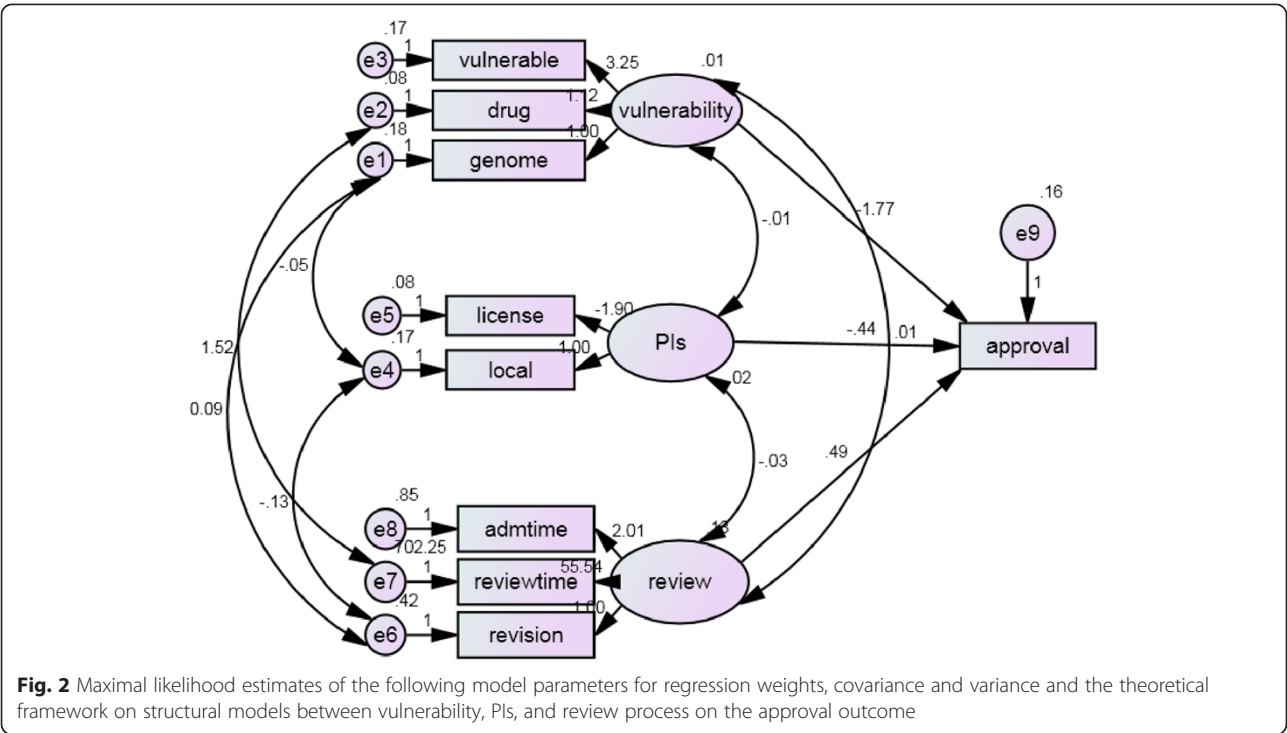 .17
e3
1
vulnerable
3.25
.01
.08
e2
1
drug
1.12
vulnerability
.18
e1
1
genome
1.00
-.01
-1.77
.16
e9
1
-.05
.08
e5
1
license
-1.90
PIs
-.44
.01
approval
.17
e4
1
local
1.00
.02
1.52
0.09
-.03
.49
-.13
.85
e8
1
admtime
2.01
.13
702.25
e7
1
reviewtime
55.54
review
.42
e6
1
revision
1.00
Fig. 2 Maximal likelihood estimates of the following model parameters for regression weights, covariance and variance and the theoretical
framework on structural models between vulnerability, PIs, and review process on the approval outcome